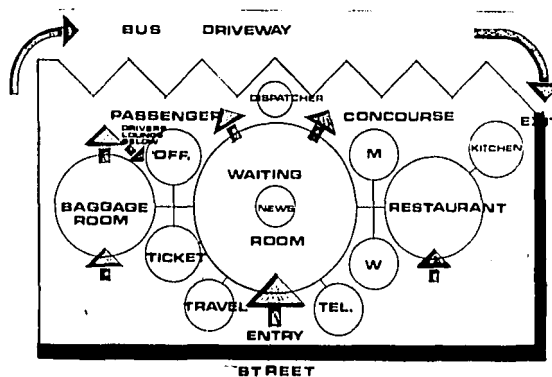 BUS DRIVEWAY
DISPATCHER
PASSENGER CONCOURSE
DRIVERS
LOUNGE
BELOW
OFF.
M
KITCHEN
WAITING
BAGGAGE
ROOM
NEWS
RESTAURANT
ROOM
TICKET
W
TRAVEL
TEL.
ENTRY
STREET